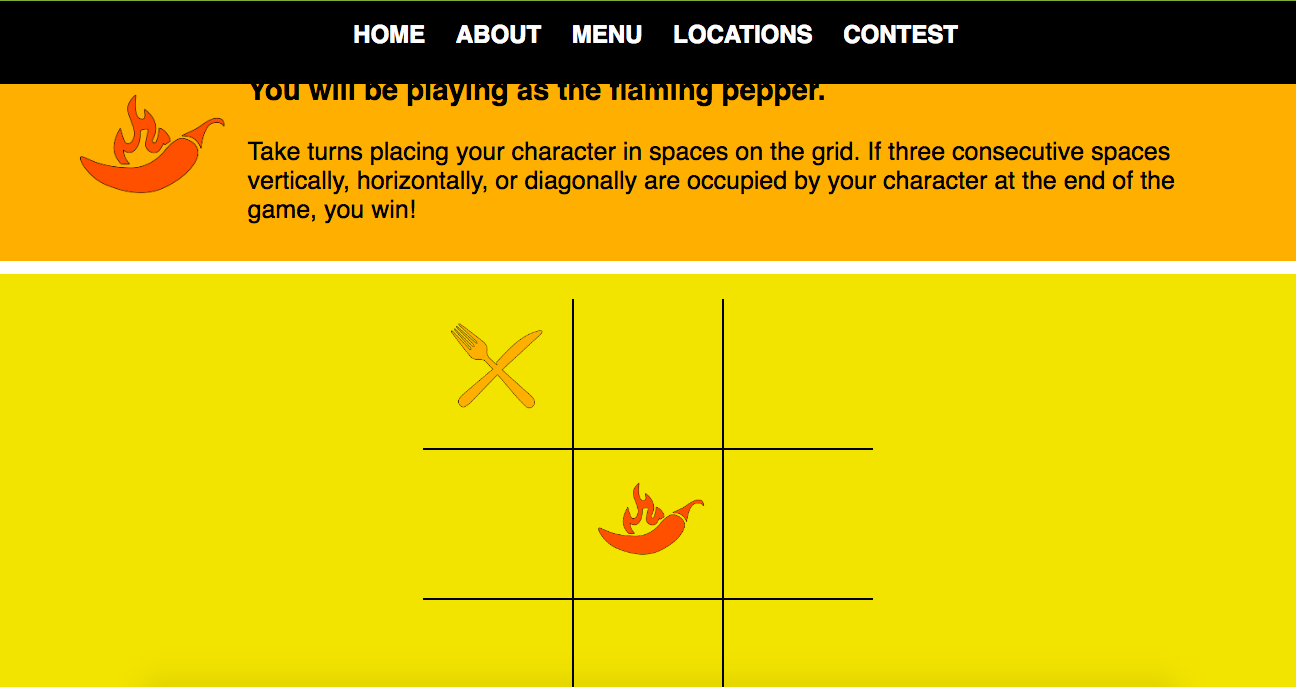 HOME ABOUT MENU LOCATIONS CONTEST
You will be playing as the flaming pepper.
Take turns placing your character in spaces on the grid. If three consecutive spaces
vertically, horizontally, or diagonally are occupied by your character at the end of the
game, you win!